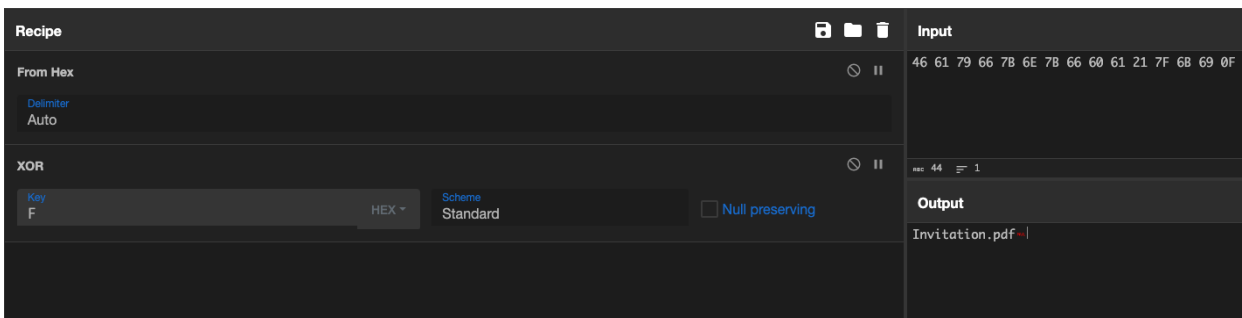 Recipe
From Hex
Delimiter
Auto
XOR
Key
F
HEX
Scheme
Standard
Null preserving
Input
46 61 79 66 7B 6E 7B 66 60 61 21 7F 6B 69 0F
REC 44 1
Output
Invitation.pdf